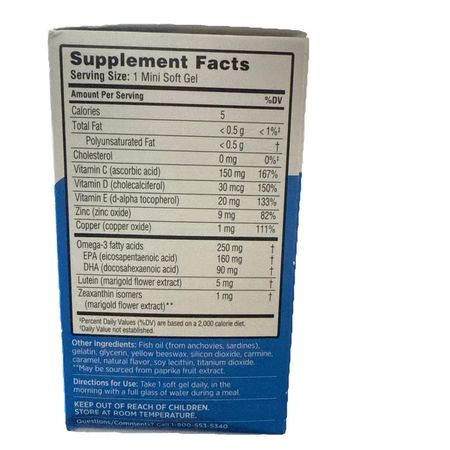 Supplement Facts
Serving Size: 1 Mini Soft Gel
Amount Per Serving %DV
Calories 5
Total Fat < 0.5 g < 1%‡
Polyunsaturated Fat < 0.5 g †
Cholesterol 0 mg 0%‡
Vitamin C (ascorbic acid) 150 mg 167%
Vitamin D (cholecalciferol) 30 mcg 150%
Vitamin E (d-alpha tocopherol) 20 mg 133%
Zinc (zinc oxide) 9 mg 82%
Copper (copper oxide) 1 mg 111%
Omega-3 fatty acids 250 mg †
EPA (eicosapentaenoic acid) 160 mg †
DHA (docosahexaenoic acid) 90 mg †
Lutein (marigold flower extract) 5 mg †
Zeaxanthin isomers 1 mg †
(marigold flower extract)**
‡Percent Daily Values (%DV) are based on a 2,000 calorie diet.
†Daily Value not established.
Other ingredients: Fish oil (from anchovies, sardines),
gelatin, glycerin, yellow beeswax, silicon dioxide, carmine,
caramel, natural flavor, soy lecithin, titanium dioxide.
**May be sourced from paprika fruit extract.
Directions for Use: Take 1 soft gel daily, in the
morning with a full glass of water during a meal.
KEEP OUT OF REACH OF CHILDREN.
STORE AT ROOM TEMPERATURE.
Questions/Comments? Call 1-800-553-5340